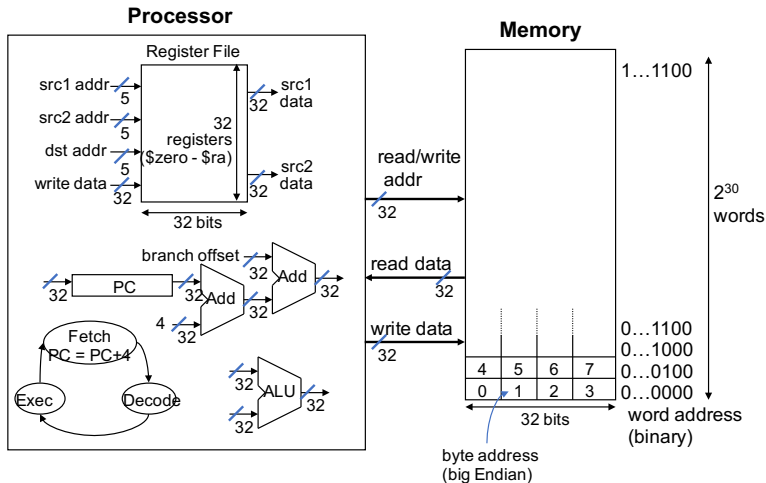 Processor
Register File
src1 addr
5
src2 addr
5
dst addr
5
write data
32
32
registers
($zero - $ra)
32 bits
src1
data
32
src2
data
32
branch offset
32
PC
32
32
Add
4
32
32
Add
32
Fetch
PC = PC+4
Exec
Decode
ALU
32
32
32
read/write
addr
32
read data
32
write data
32
Memory
1…1100
2³⁰
words
0…1100
0…1000
4 5 6 7
0…0100
0 1 2 3
0…0000
32 bits
word address
(binary)
byte address
(big Endian)